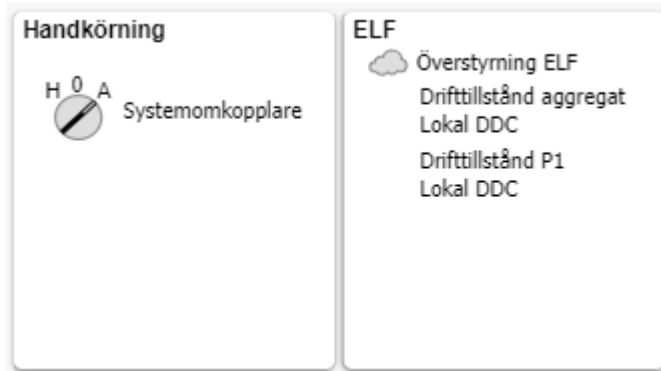 Handkörning
H 0 A
Systemomkopplare
ELF
Överstyrning ELF
Drifttillstånd aggregat
Lokal DDC
Drifttillstånd P1
Lokal DDC